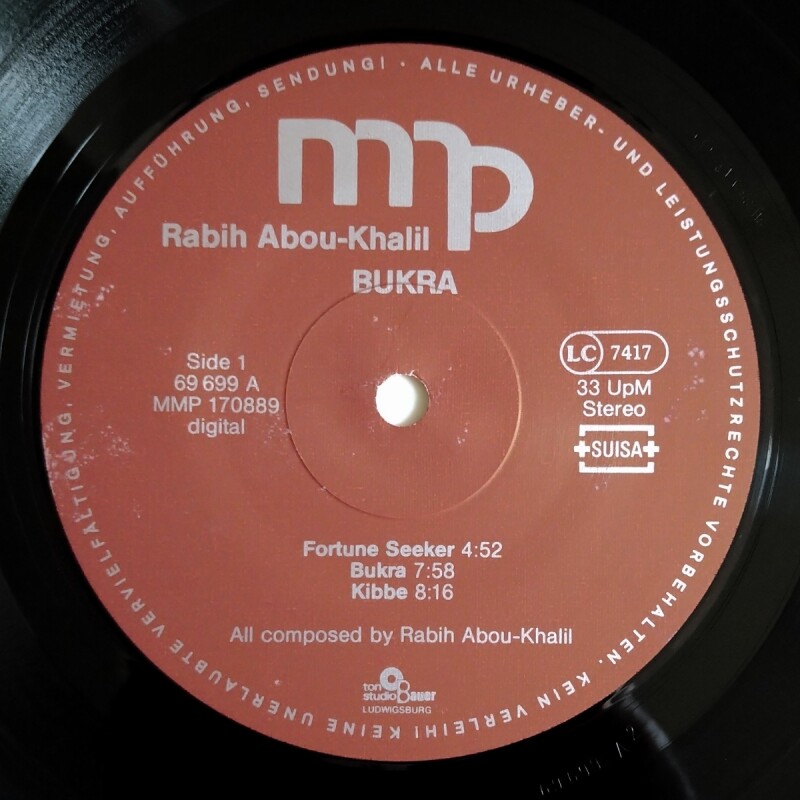 mp
Rabih Abou-Khalil
BUKRA
Side 1
69 699 A
MMP 170889
digital
LC 7417
33 UpM
Stereo
SUISA
Fortune Seeker 4:52
Bukra 7:58
Kibbe 8:16
All composed by Rabih Abou-Khalil
ton
studio Bauer
LUDWIGSBURG
ALLE URHEBER- UND LEISTUNGSSCHUTZRECHTE VORBEHALTEN. KEIN VERLEIH! KEINE UNERLAUBTE VERVIELFÄLTIGUNG, VERMIETUNG, AUFFÜHRUNG, SENDUNG! ·